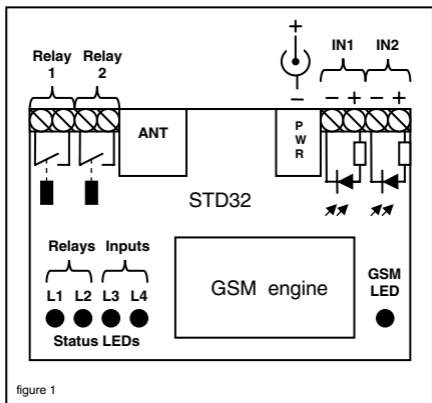 +
Relay 1
Relay 2
IN1
IN2
−
− + − +
ANT
P W R
STD32
Relays
Inputs
L1 L2 L3 L4
Status LEDs
GSM engine
GSM LED
figure 1